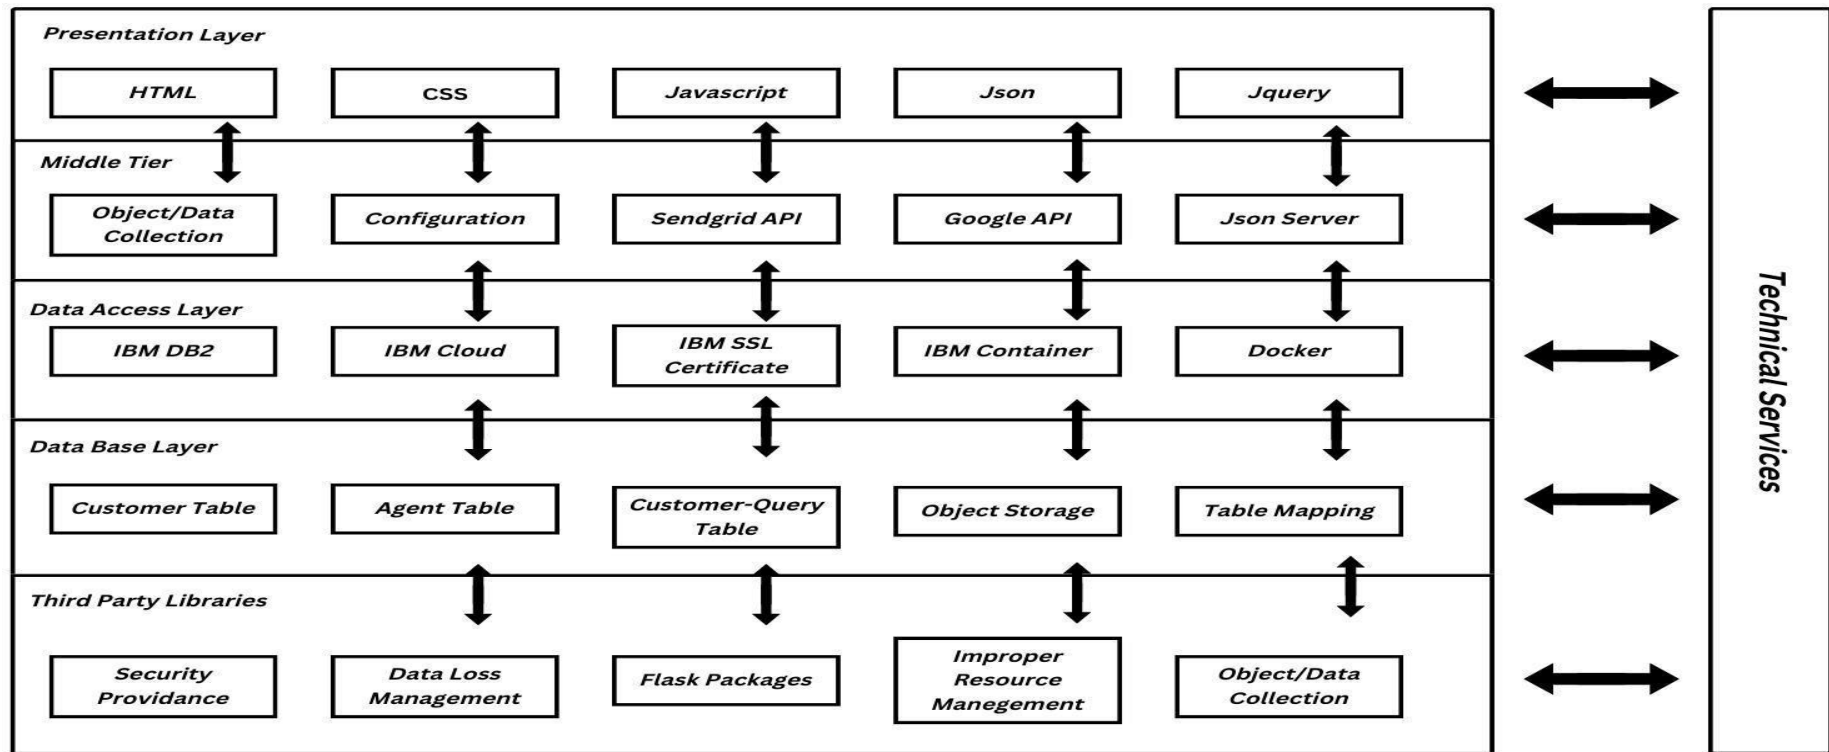 Presentation Layer
HTML
CSS
Javascript
Json
Jquery
Middle Tier
Object/Data
Collection
Configuration
Sendgrid API
Google API
Json Server
Data Access Layer
IBM DB2
IBM Cloud
IBM SSL
Certificate
IBM Container
Docker
Data Base Layer
Customer Table
Agent Table
Customer-Query
Table
Object Storage
Table Mapping
Third Party Libraries
Security
Providance
Data Loss
Management
Flask Packages
Improper
Resource
Manegement
Object/Data
Collection
Technical Services